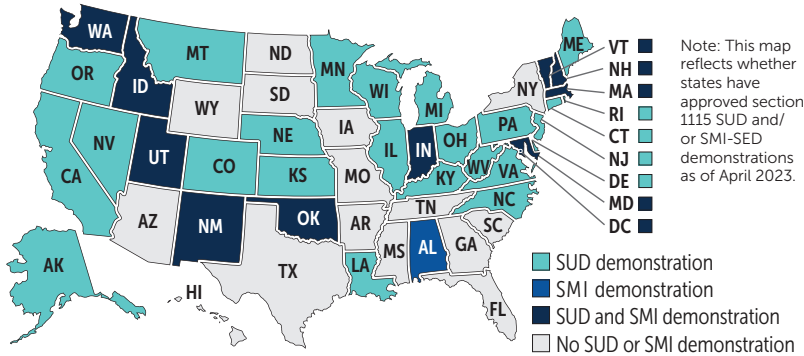 WA
MT
ND
MN
ME
VT
NH
MA
RI
CT
NJ
DE
MD
DC
Note: This map
reflects whether
states have
approved section
1115 SUD and/
or SMI-SED
demonstrations
as of April 2023.
OR
ID
SD
WI
MI
NY
WY
IA
NE
PA
NV
UT
CO
IL
IN
OH
WV
VA
CA
KS
MO
KY
NC
AZ
NM
OK
AR
TN
SC
AK
TX
LA
MS
AL
GA
HI
FL
SUD demonstration
SMI demonstration
SUD and SMI demonstration
No SUD or SMI demonstration